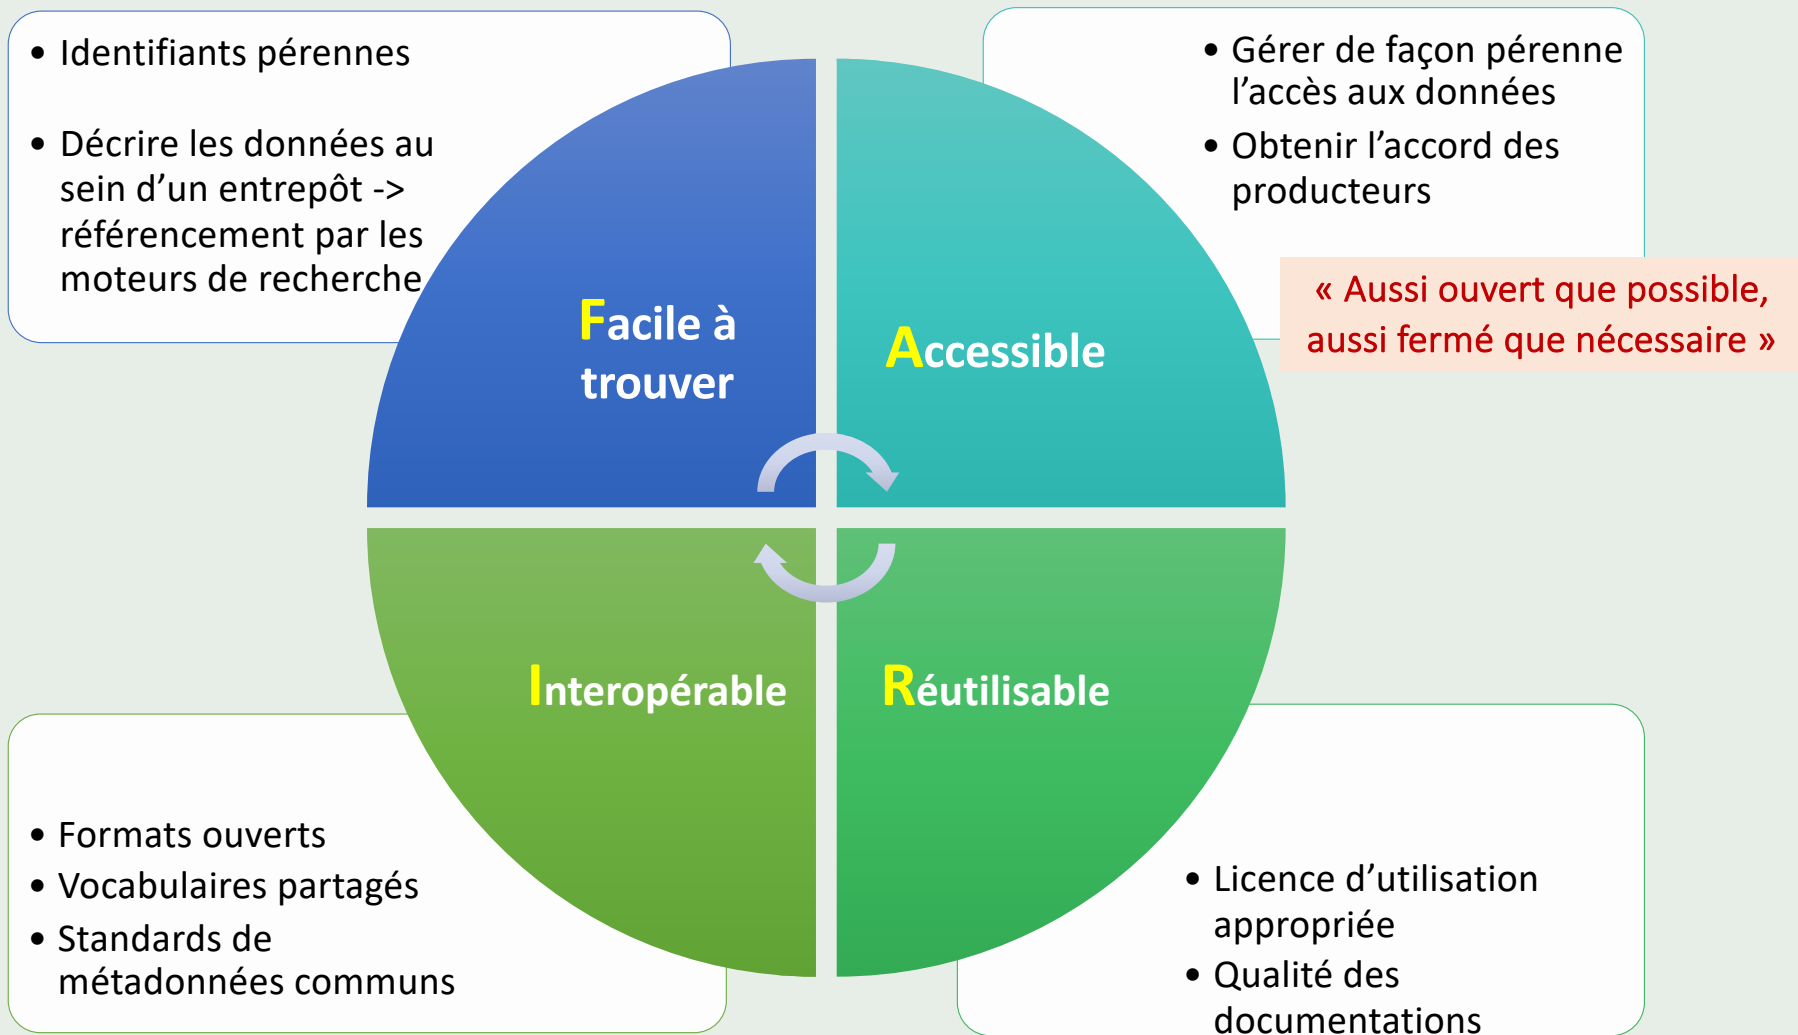 • Identifiants pérennes
• Décrire les données au
sein d’un entrepôt ->
référencement par les
moteurs de recherche
• Gérer de façon pérenne
l’accès aux données
• Obtenir l’accord des
producteurs
« Aussi ouvert que possible,
aussi fermé que nécessaire »
Facile à
trouver
Accessible
Interopérable
Réutilisable
• Formats ouverts
• Vocabulaires partagés
• Standards de
métadonnées communs
• Licence d’utilisation
appropriée
• Qualité des
documentations